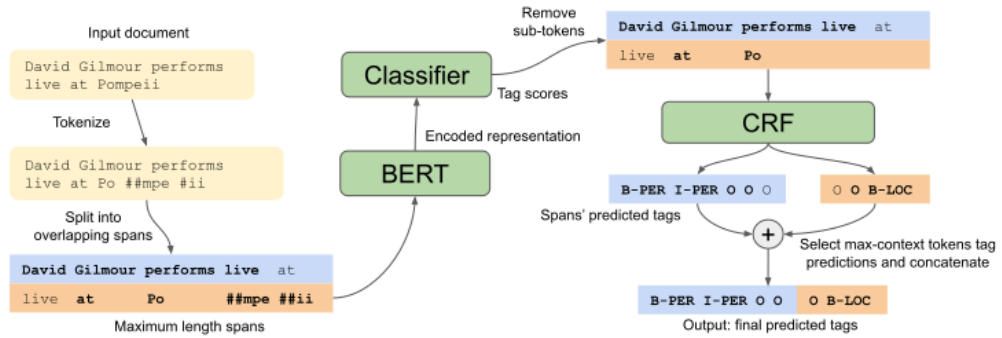 Input document
David Gilmour performs
live at Pompeii
Tokenize
David Gilmour performs
live at Po ##mpe #ii
Split into
overlapping spans
David Gilmour performs live at
live at Po ##mpe ##ii
Maximum length spans
BERT
Encoded representation
Classifier
Tag scores
Remove
sub-tokens
David Gilmour performs live at
live at Po
CRF
B-PER I-PER O O O
O O B-LOC
Spans' predicted tags
+
Select max-context tokens tag
predictions and concatenate
B-PER I-PER O O O B-LOC
Output: final predicted tags